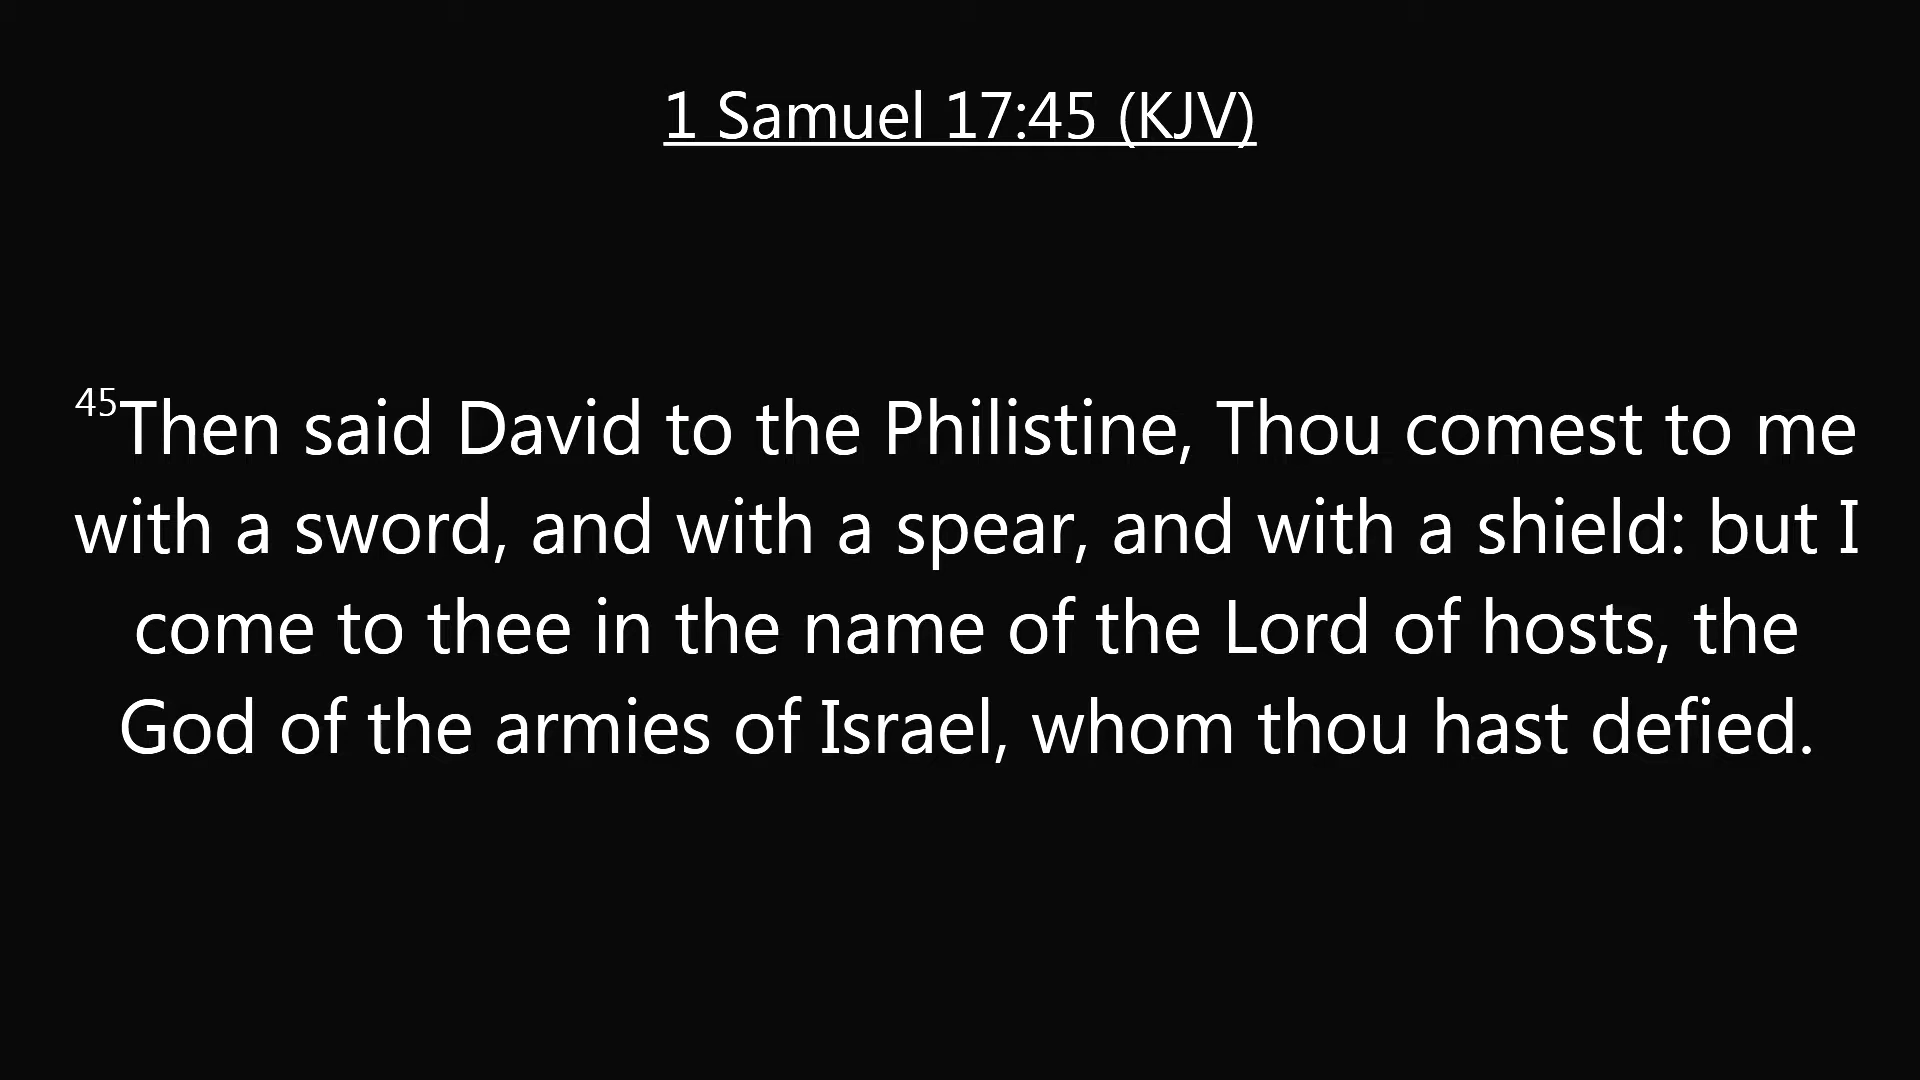 1 Samuel 17:45 (KJV)
45Then said David to the Philistine, Thou comest to me
with a sword, and with a spear, and with a shield: but I
come to thee in the name of the Lord of hosts, the
God of the armies of Israel, whom thou hast defied.